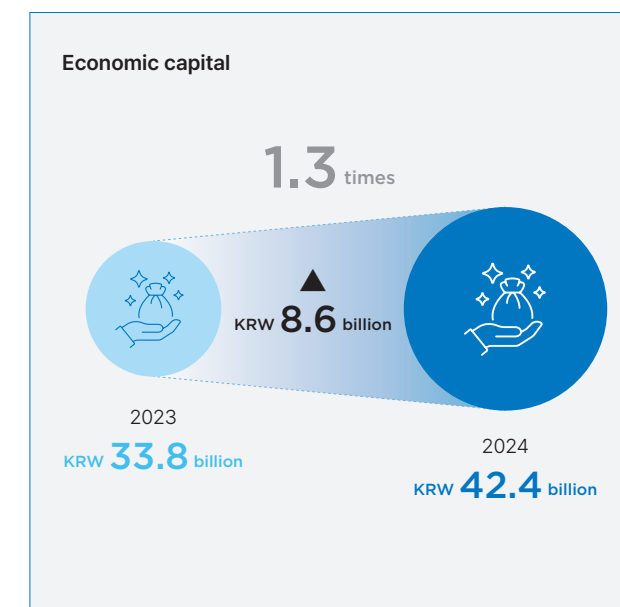 Economic capital
1.3 times
▲
KRW 8.6 billion
2023
KRW 33.8 billion
2024
KRW 42.4 billion